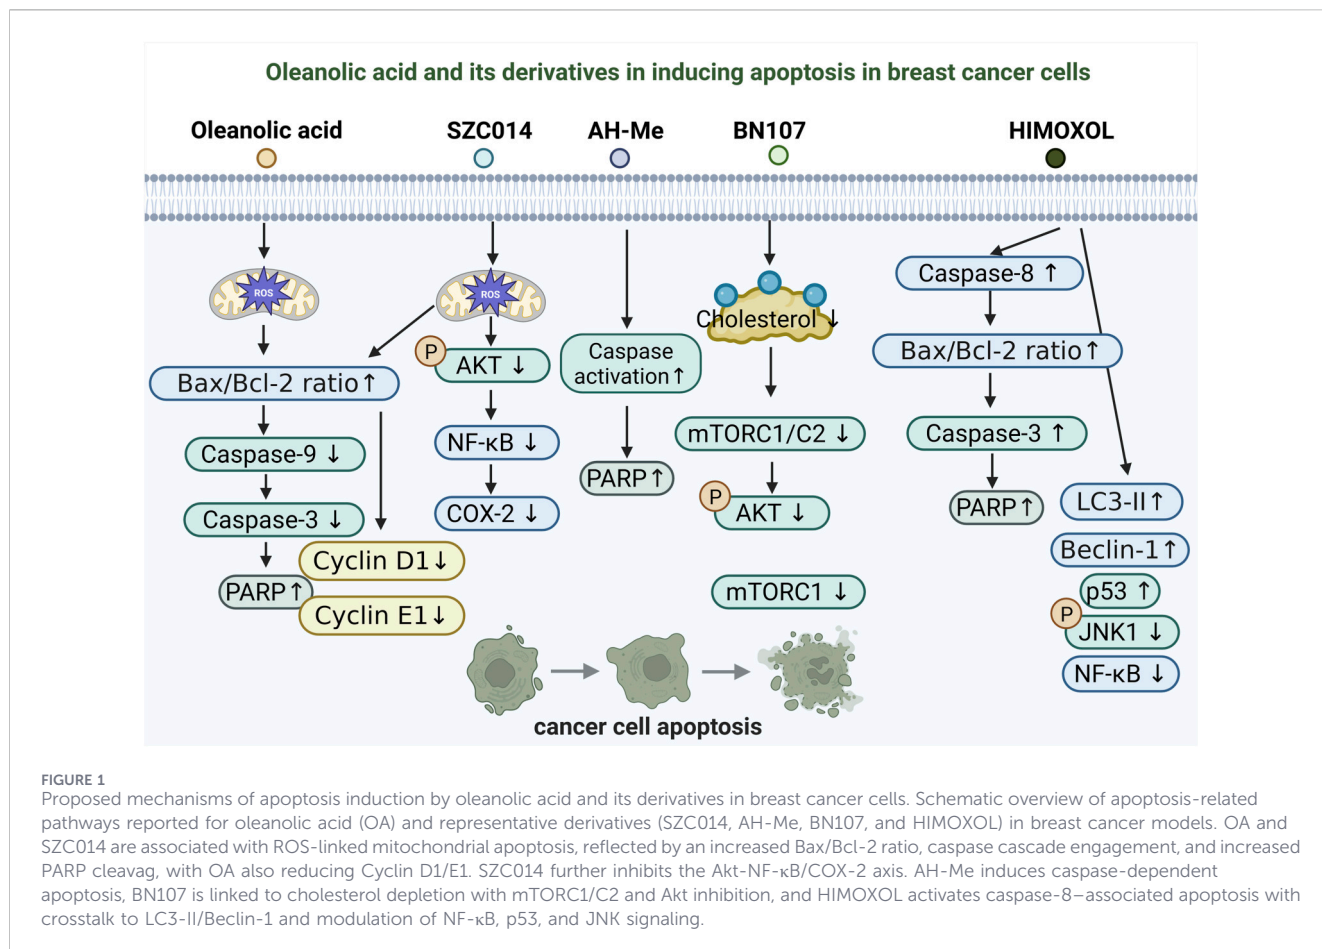 Oleanolic acid and its derivatives in inducing apoptosis in breast cancer cells
Oleanolic acid
SZC014
AH-Me
BN107
HIMOXOL
ROS
Bax/Bcl-2 ratio↑
Caspase-9 ↓
Caspase-3 ↓
PARP↑
Cyclin D1↓
Cyclin E1↓
ROS
P
AKT ↓
NF-κB ↓
COX-2 ↓
Caspase
activation↑
PARP↑
Cholesterol ↓
mTORC1/C2 ↓
P
AKT ↓
mTORC1 ↓
Caspase-8 ↑
Bax/Bcl-2 ratio↑
Caspase-3 ↑
PARP↑
LC3-II↑
Beclin-1↑
p53 ↑
P
JNK1 ↓
NF-κB ↓
cancer cell apoptosis
FIGURE 1
Proposed mechanisms of apoptosis induction by oleanolic acid and its derivatives in breast cancer cells. Schematic overview of apoptosis-related
pathways reported for oleanolic acid (OA) and representative derivatives (SZC014, AH-Me, BN107, and HIMOXOL) in breast cancer models. OA and
SZC014 are associated with ROS-linked mitochondrial apoptosis, reflected by an increased Bax/Bcl-2 ratio, caspase cascade engagement, and increased
PARP cleavag, with OA also reducing Cyclin D1/E1. SZC014 further inhibits the Akt-NF-κB/COX-2 axis. AH-Me induces caspase-dependent
apoptosis, BN107 is linked to cholesterol depletion with mTORC1/C2 and Akt inhibition, and HIMOXOL activates caspase-8–associated apoptosis with
crosstalk to LC3-II/Beclin-1 and modulation of NF-κB, p53, and JNK signaling.